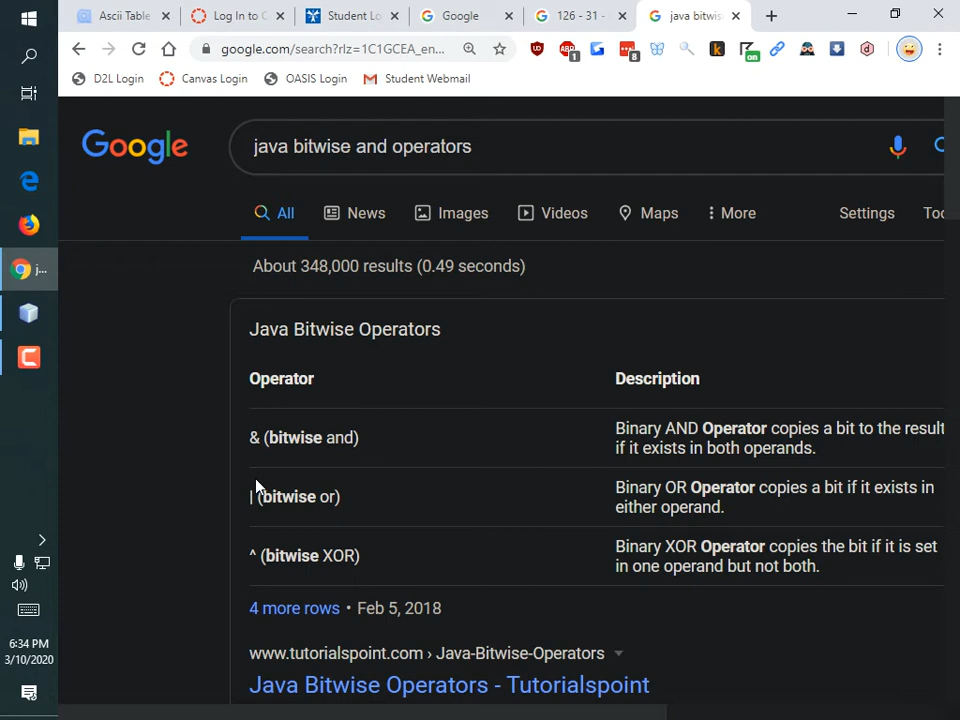 Ascii Table
Log In to C
Student Lo
Google
126 - 31 -
java bitwis
google.com/search?rlz=1C1GCEA_en...
1
8
on
D2L Login
Canvas Login
OASIS Login
Student Webmail
Google
java bitwise and operators
All
News
Images
Videos
Maps
More
Settings
Too
About 348,000 results (0.49 seconds)
Java Bitwise Operators
Operator
Description
& (bitwise and)
Binary AND Operator copies a bit to the result
if it exists in both operands.
| (bitwise or)
Binary OR Operator copies a bit if it exists in
either operand.
^ (bitwise XOR)
Binary XOR Operator copies the bit if it is set
in one operand but not both.
4 more rows • Feb 5, 2018
www.tutorialspoint.com › Java-Bitwise-Operators
Java Bitwise Operators - Tutorialspoint
j...
6:34 PM
3/10/2020